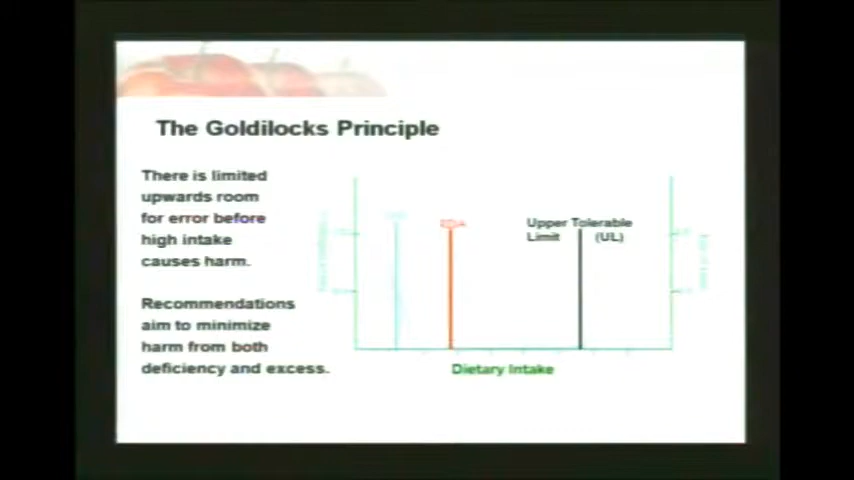 The Goldilocks Principle
There is limited
upwards room
for error before
high intake
causes harm.
Recommendations
aim to minimize
harm from both
deficiency and excess.
RDA
Upper Tolerable
Limit (UL)
Dietary Intake